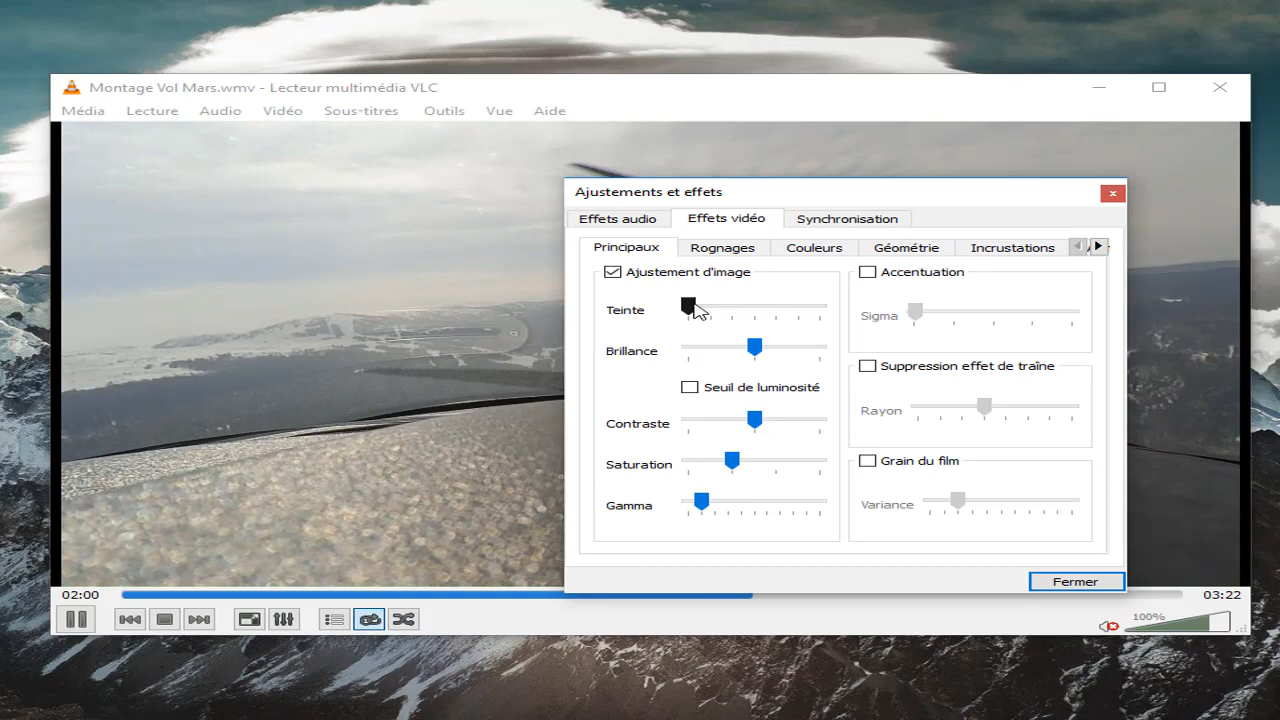 Montage Vol Mars.wmv - Lecteur multimédia VLC
Média Lecture Audio Vidéo Sous-titres Outils Vue Aide
Ajustements et effets
Effets audio Effets vidéo Synchronisation
Principaux Rognages Couleurs Géométrie Incrustations
Ajustement d'image
Accentuation
Teinte
Sigma
Brillance
Suppression effet de traîne
Seuil de luminosité
Rayon
Contraste
Grain du film
Saturation
Variance
Gamma
Fermer
02:00
03:22
100%